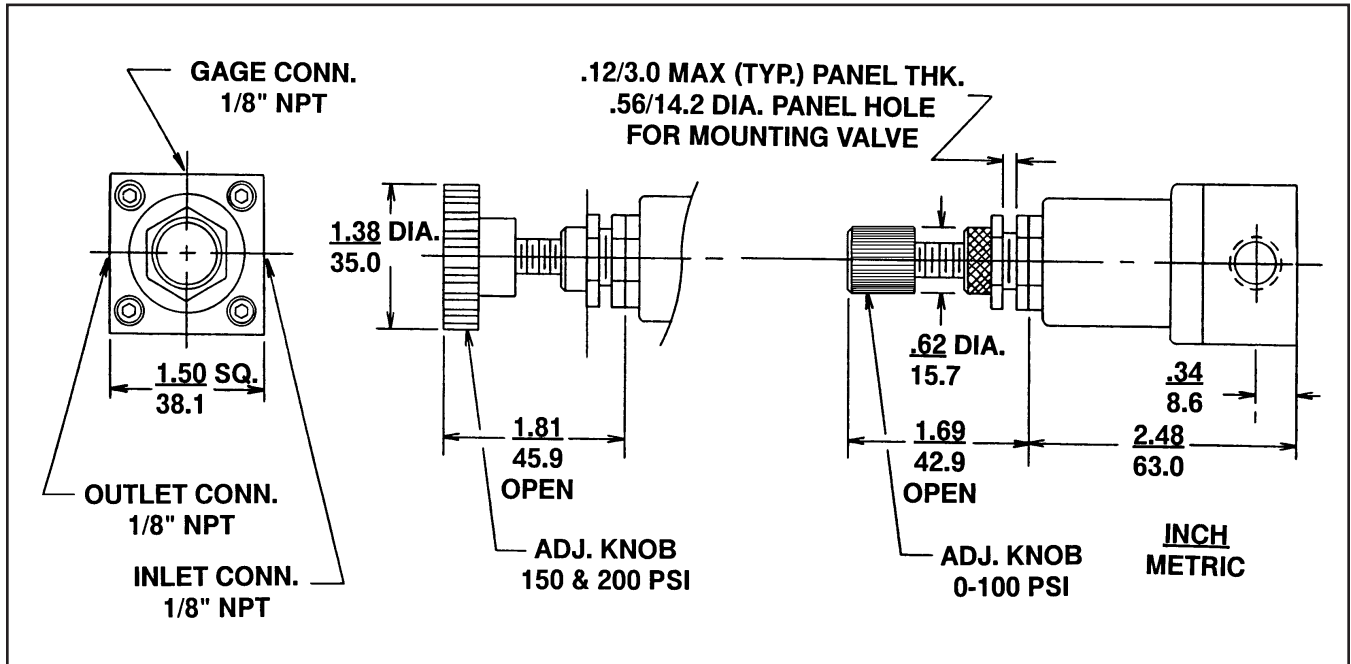 GAGE CONN.
1/8" NPT
.12/3.0 MAX (TYP.) PANEL THK.
.56/14.2 DIA. PANEL HOLE
FOR MOUNTING VALVE
1.38 DIA.
35.0
1.50 SQ.
38.1
OUTLET CONN.
1/8" NPT
INLET CONN.
1/8" NPT
1.81
45.9
OPEN
ADJ. KNOB
150 & 200 PSI
.62 DIA.
15.7
1.69
42.9
OPEN
ADJ. KNOB
0-100 PSI
.34
8.6
2.48
63.0
INCH
METRIC